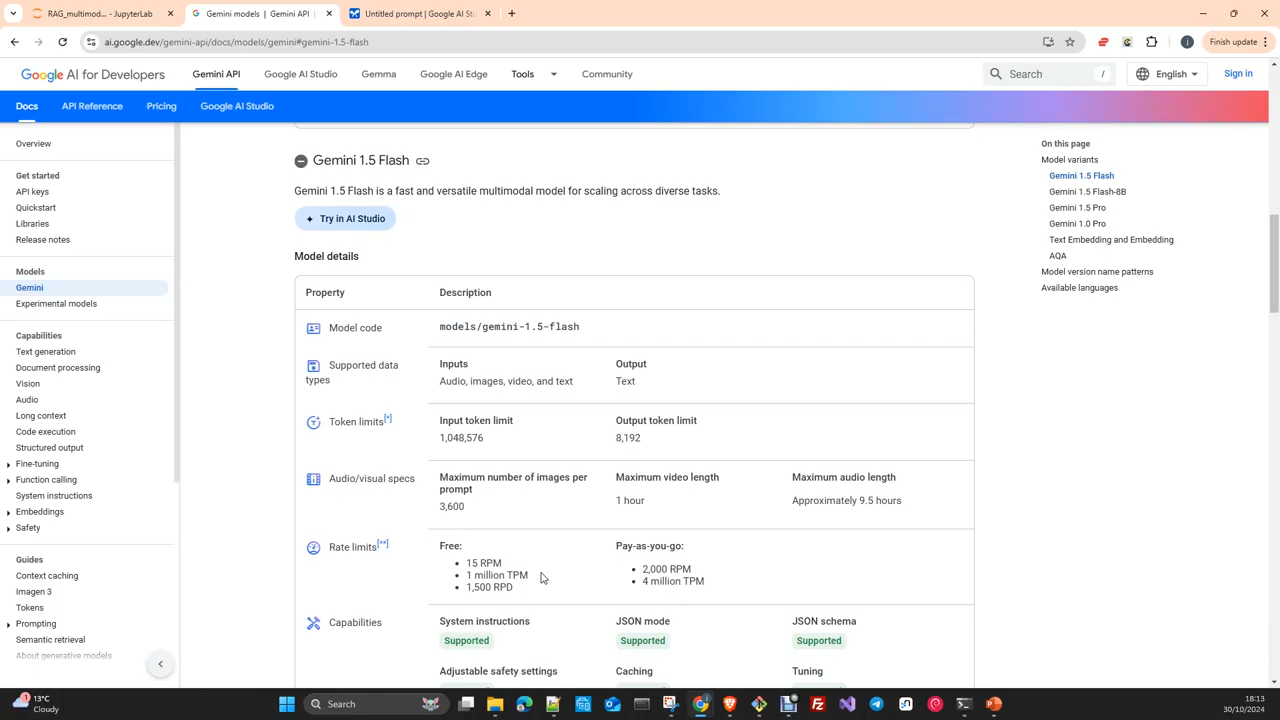 RAG_multimod... - JupyterLab
Gemini models | Gemini API |
Untitled prompt | Google AI Stu
ai.google.dev/gemini-api/docs/models/gemini#gemini-1.5-flash
Finish update
Google AI for Developers
Gemini API
Google AI Studio
Gemma
Google AI Edge
Tools
Community
Search
/
English
Sign in
Docs
API Reference
Pricing
Google AI Studio
Overview
Get started
API keys
Quickstart
Libraries
Release notes
Models
Gemini
Experimental models
Capabilities
Text generation
Document processing
Vision
Audio
Long context
Code execution
Structured output
Fine-tuning
Function calling
System instructions
Embeddings
Safety
Guides
Context caching
Imagen 3
Tokens
Prompting
Semantic retrieval
About generative models
Gemini 1.5 Flash
Gemini 1.5 Flash is a fast and versatile multimodal model for scaling across diverse tasks.
Try in AI Studio
Model details
Property Description
Model code models/gemini-1.5-flash
Supported data types
Inputs
Audio, images, video, and text
Output
Text
Token limits[*]
Input token limit
1,048,576
Output token limit
8,192
Audio/visual specs
Maximum number of images per
prompt
3,600
Maximum video length
1 hour
Maximum audio length
Approximately 9.5 hours
Rate limits[**]
Free:
• 15 RPM
• 1 million TPM
• 1,500 RPD
Pay-as-you-go:
• 2,000 RPM
• 4 million TPM
Capabilities
System instructions
Supported
JSON mode
Supported
JSON schema
Supported
Adjustable safety settings
Caching
Tuning
On this page
Model variants
Gemini 1.5 Flash
Gemini 1.5 Flash-8B
Gemini 1.5 Pro
Gemini 1.0 Pro
Text Embedding and Embedding
AQA
Model version name patterns
Available languages
1
13°C
Cloudy
Search
18:13
30/10/2024